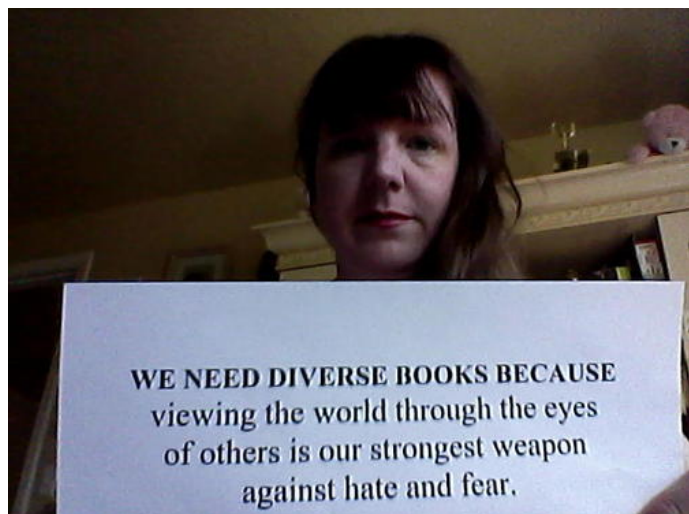 WE NEED DIVERSE BOOKS BECAUSE
viewing the world through the eyes
of others is our strongest weapon
against hate and fear.